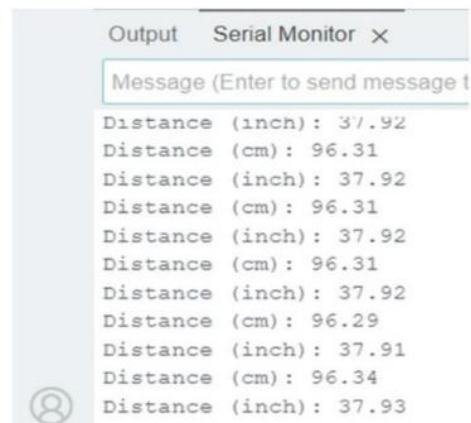 Output Serial Monitor ×
Message (Enter to send message t
Distance (inch): 37.92
Distance (cm): 96.31
Distance (inch): 37.92
Distance (cm): 96.31
Distance (inch): 37.92
Distance (cm): 96.31
Distance (inch): 37.92
Distance (cm): 96.29
Distance (inch): 37.91
Distance (cm): 96.34
Distance (inch): 37.93